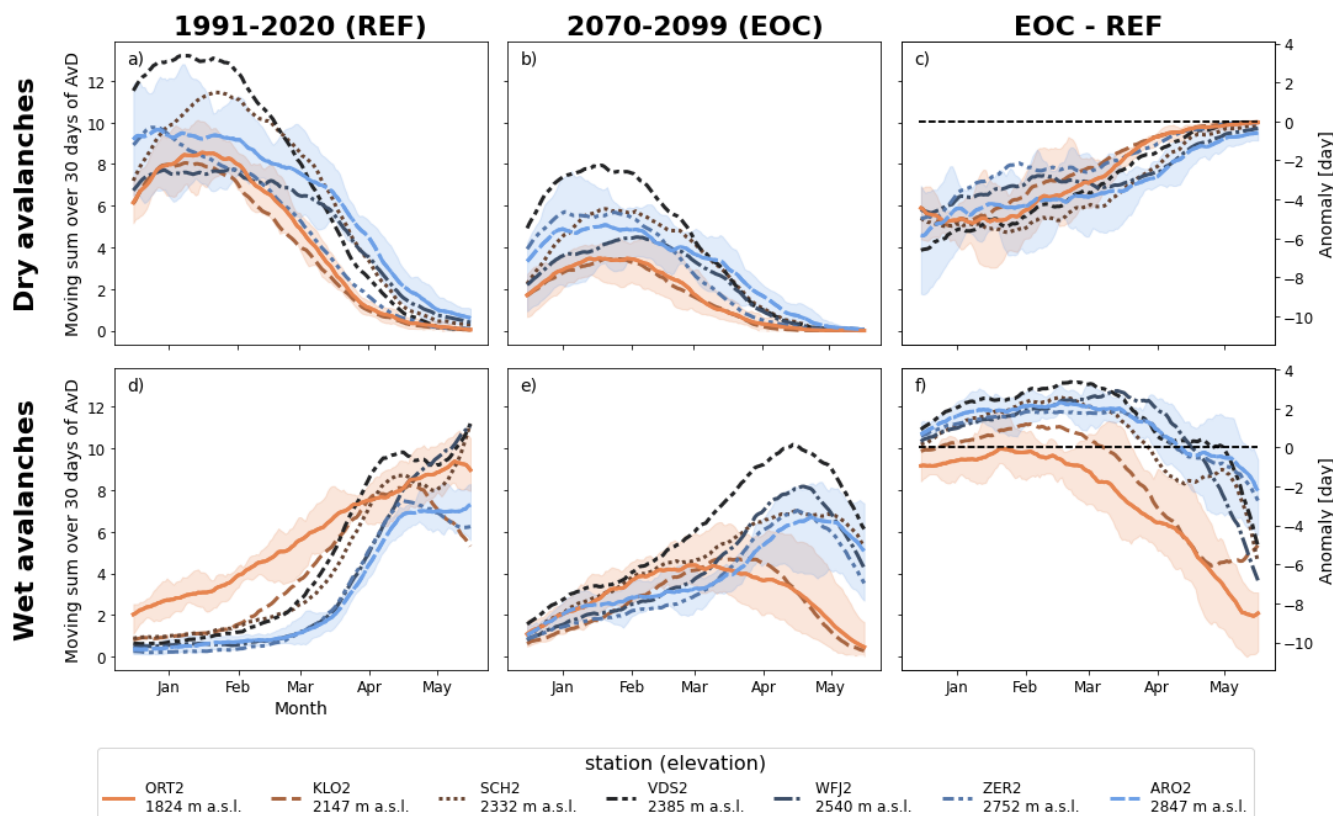 1991-2020 (REF)
2070-2099 (EOC)
EOC - REF
Dry avalanches
Moving sum over 30 days of AvD
12
10
8
6
4
2
0
a)
b)
c)
4
2
0
−2
−4
−6
−8
−10
Anomaly [day]
Wet avalanches
Moving sum over 30 days of AvD
12
10
8
6
4
2
0
d)
e)
f)
4
2
0
−2
−4
−6
−8
−10
Anomaly [day]
Jan Feb Mar Apr May
Jan Feb Mar Apr May
Jan Feb Mar Apr May
Month
station (elevation)
ORT2 KLO2 SCH2 VDS2 WFJ2 ZER2 ARO2
1824 m a.s.l. 2147 m a.s.l. 2332 m a.s.l. 2385 m a.s.l. 2540 m a.s.l. 2752 m a.s.l. 2847 m a.s.l.